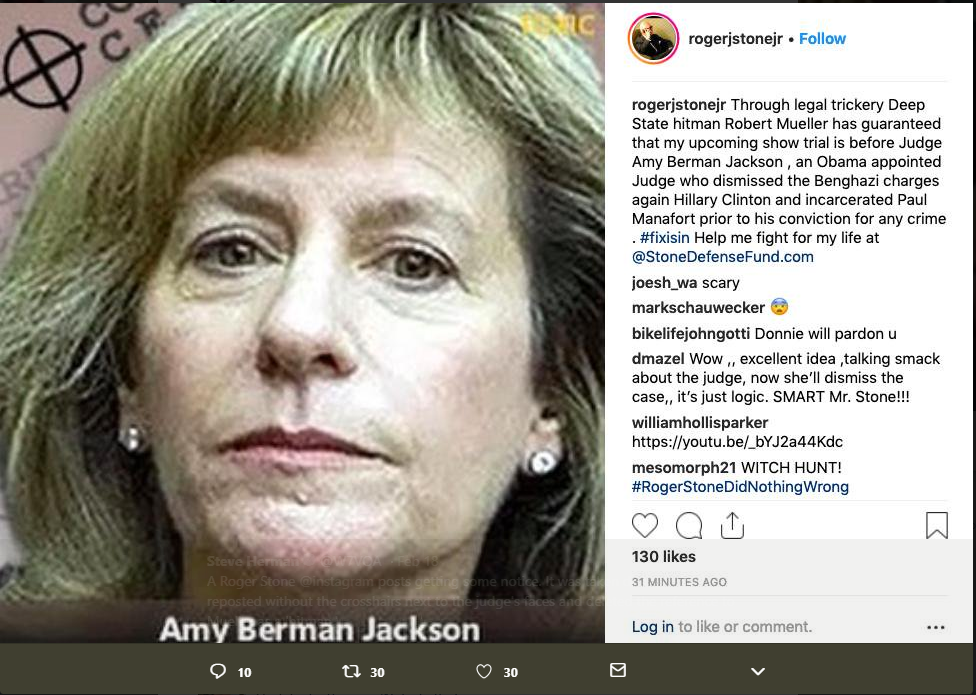 rogerjstonejr • Follow
rogerjstonejr Through legal trickery Deep
State hitman Robert Mueller has guaranteed
that my upcoming show trial is before Judge
Amy Berman Jackson , an Obama appointed
Judge who dismissed the Benghazi charges
again Hillary Clinton and incarcerated Paul
Manafort prior to his conviction for any crime
. #fixisin Help me fight for my life at
@StoneDefenseFund.com
joesh_wa scary
markschauwecker 😨
bikelifejohngotti Donnie will pardon u
dmazel Wow ,, excellent idea ,talking smack
about the judge, now she'll dismiss the
case,, it's just logic. SMART Mr. Stone!!!
williamhollisparker
https://youtu.be/_bYJ2a44Kdc
mesomorph21 WITCH HUNT!
#RogerStoneDidNothingWrong
130 likes
31 MINUTES AGO
Log in to like or comment.
Steve Herman
A Roger Stone @instagram posts getting some notice. It was
reposted without the crosshairs next to the judge's faces and
Amy Berman Jackson
10 30 30